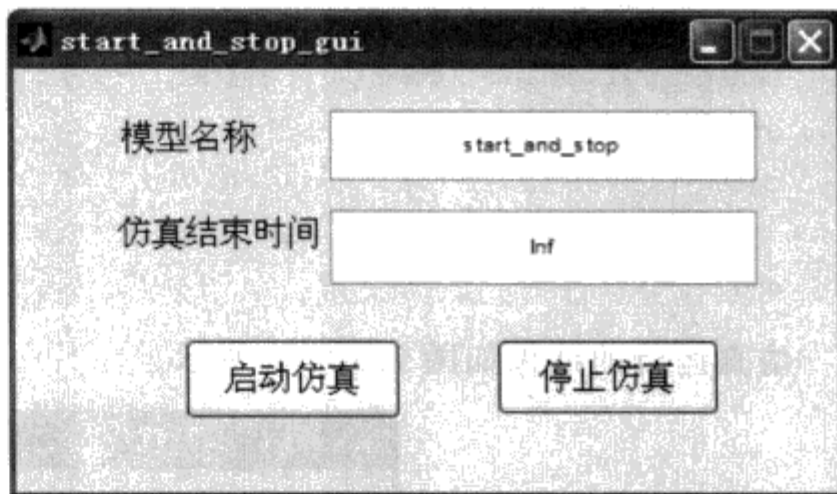 start_and_stop_gui
模型名称
start_and_stop
仿真结束时间
Inf
启动仿真
停止仿真